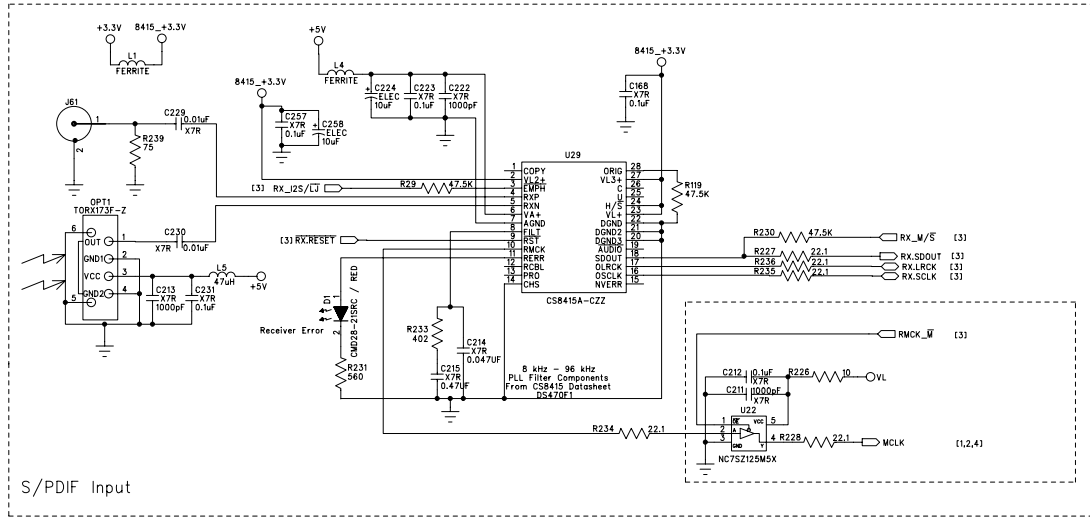 +3.3V
8415_+3.3V
L1
FERRITE
+5V
L4
FERRITE
8415_+3.3V
C257
X7R
0.1uF
C258
ELEC
10uF
C224
ELEC
10uF
C223
X7R
0.1uF
C222
X7R
1000pF
8415_+3.3V
C168
X7R
0.1uF
J61
1
2
C229
0.01uF
X7R
R239
75
OPT1
TORX173F-Z
6
OUT
1
GND1
2
VCC
3
GND2
4
5
C230
X7R
0.01uF
L5
47uH
+5V
C213
X7R
1000pF
C231
X7R
0.1uF
[3] RX_I2S/LJ
R29
47.5K
[3] RX.RESET
U29
1 COPY
2 VL2+
3 EMPH
4 RXP
5 RXN
6 VA+
7 AGND
8 FILT
9 RST
10 RMCK
11 RERR
12 RCBL
13 PRO
14 CHS
ORIG 28
VL3+ 27
C 26
U 25
H/S 24
VL+ 23
DGND 22
DGND2 21
DGND3 20
AUDIO 19
SDOUT 18
OLRCK 17
OSCLK 16
NVERR 15
CS8415A-CZZ
R119
47.5K
R230
47.5K
RX_M/S [3]
R227
22.1
RX.SDOUT [3]
R236
22.1
RX.LRCK [3]
R235
22.1
RX.SCLK [3]
D1
1
2
CMD28-21SRC / RED
Receiver Error
R231
560
R233
402
C215
X7R
0.47UF
C214
X7R
0.047UF
8 kHz - 96 kHz
PLL Filter Components
From CS8415 Datasheet
DS470F1
R234
22.1
RMCK_M [3]
C212
0.1uF
X7R
C211
1000pF
X7R
R226
10
VL
U22
1 OE
2 A
3 GND
VCC 5
Y 4
NC7SZ125M5X
R228
22.1
MCLK [1,2,4]
S/PDIF Input